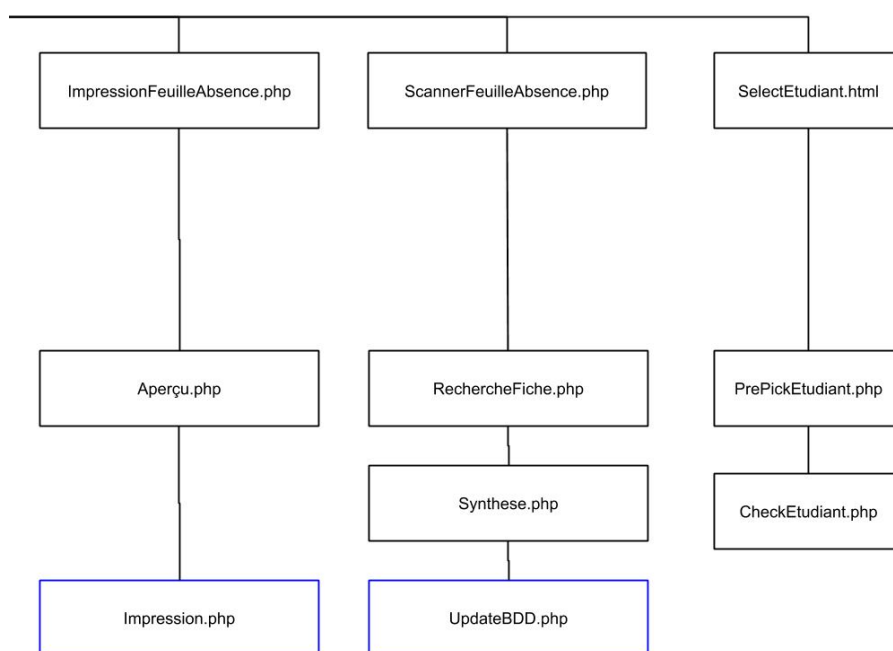 ImpressionFeuilleAbsence.php
ScannerFeuilleAbsence.php
SelectEtudiant.html
Aperçu.php
RechercheFiche.php
PrePickEtudiant.php
Synthese.php
CheckEtudiant.php
Impression.php
UpdateBDD.php